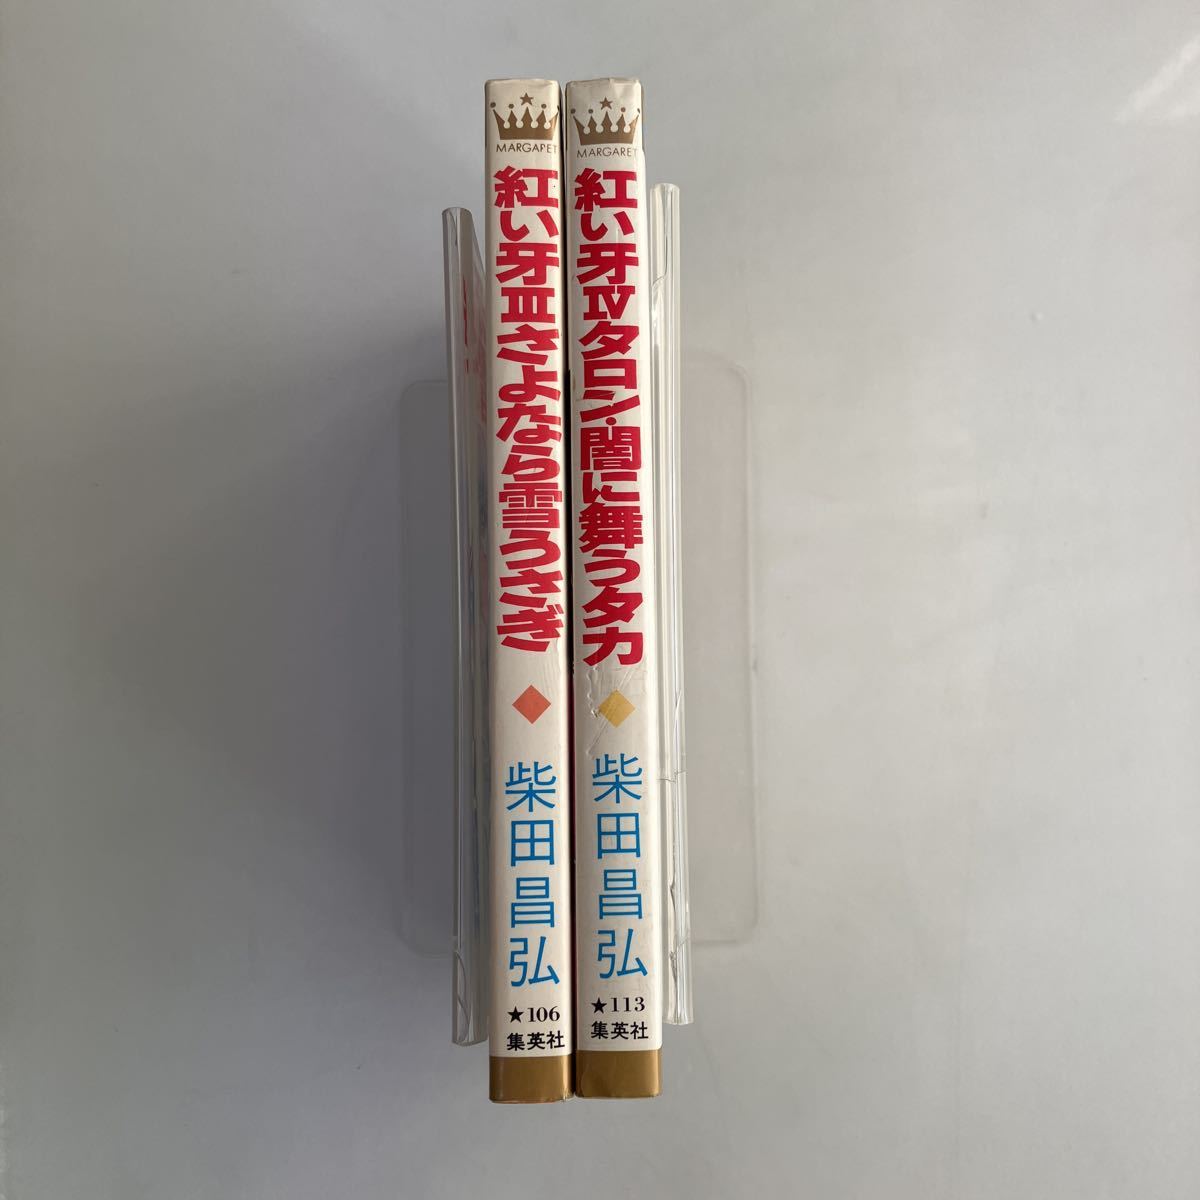 MARGARET
紅い牙III さよなら雪うさぎ
柴田昌弘
★106
集英社
MARGARET
紅い牙IV タロン・闇に舞うタカ
柴田昌弘
★113
集英社